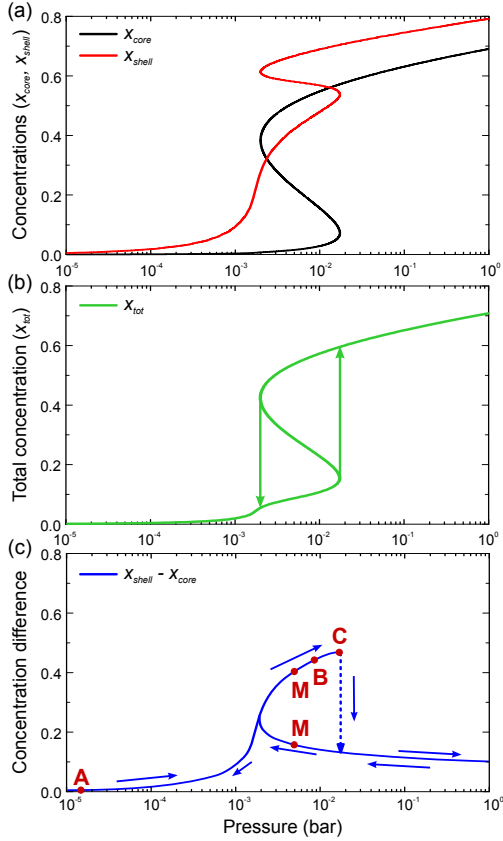 (a)
x_core
x_shell
Concentrations (x_core, x_shell)
0.8
0.6
0.4
0.2
0.0
10^-5 10^-4 10^-3 10^-2 10^-1 10^0
(b)
x_tot
Total concentration (x_tot)
0.6
0.4
0.2
0.0
10^-5 10^-4 10^-3 10^-2 10^-1 10^0
(c)
x_shell - x_core
Concentration difference
0.8
0.6
0.4
0.2
0.0
C
B
M
M
A
10^-5 10^-4 10^-3 10^-2 10^-1 10^0
Pressure (bar)